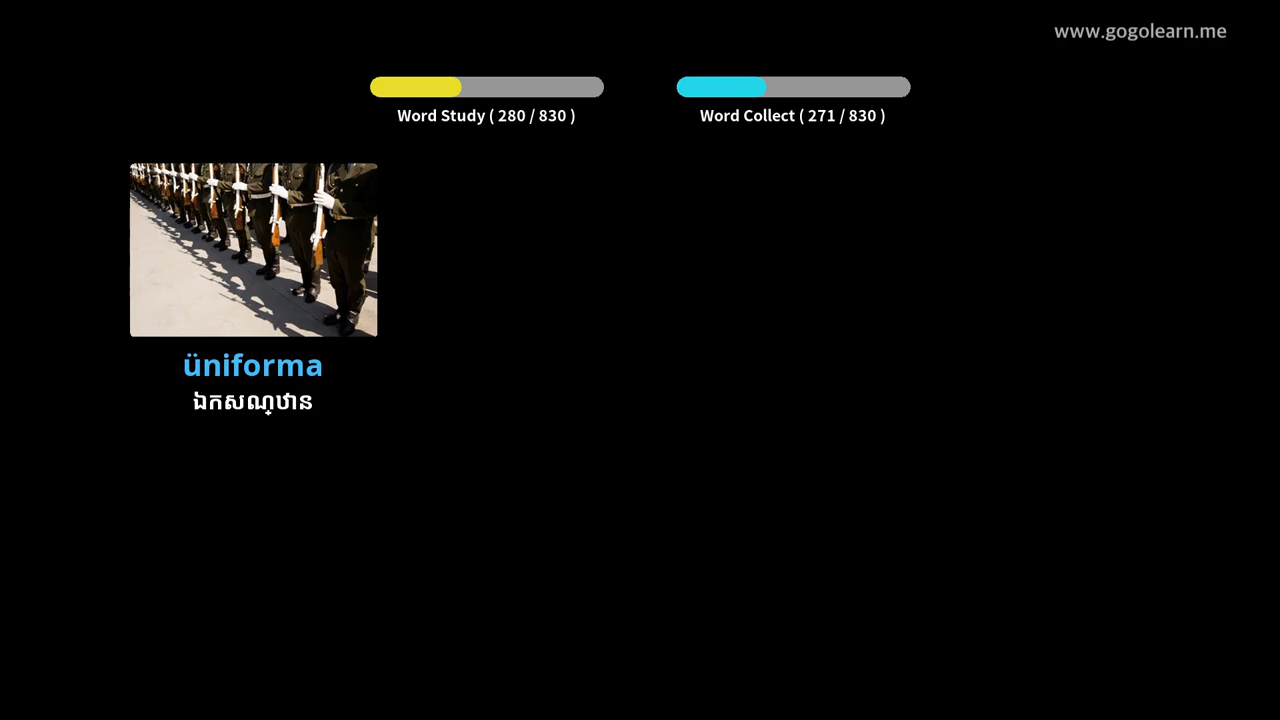 www.gogolearn.me
Word Study ( 280 / 830 )
Word Collect ( 271 / 830 )
üniforma
ឯកសណ្ឋាន